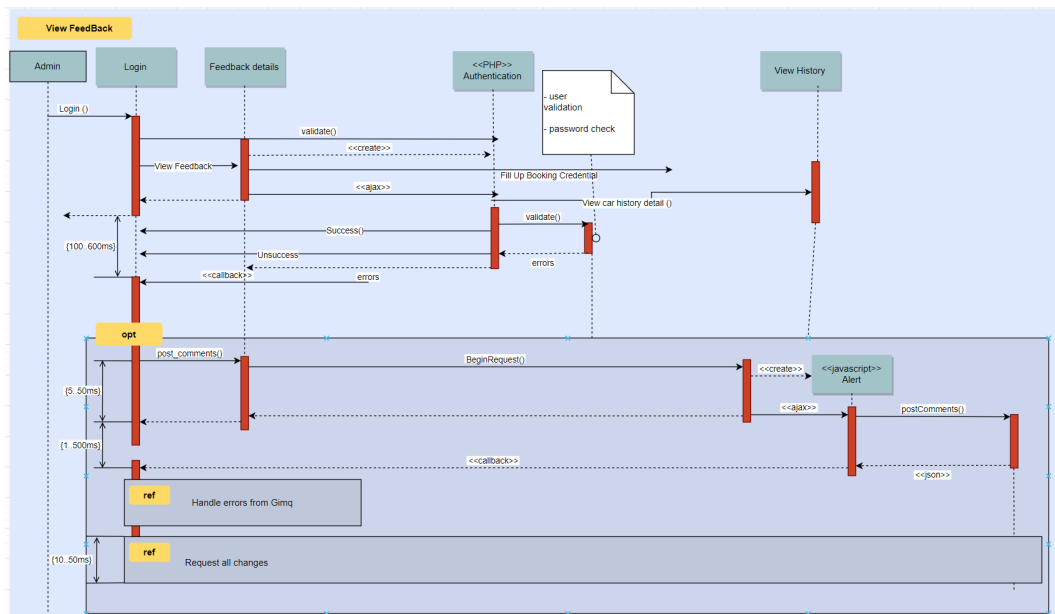 View FeedBack
Admin
Login
Feedback details
<<PHP>>
Authentication
View History
- user
validation
- password check
Login ()
validate()
<<create>>
View Feedback
Fill Up Booking Credential
<<ajax>>
View car history detail ()
validate()
Success()
{100..600ms}
Unsuccess
errors
<<callback>>
errors
opt
post_comments()
BeginRequest()
<<create>>
<<javascript>>
Alert
{5..50ms}
<<ajax>>
postComments()
{1..500ms}
<<callback>>
<<json>>
ref
Handle errors from Gimq
ref
{10..50ms}
Request all changes